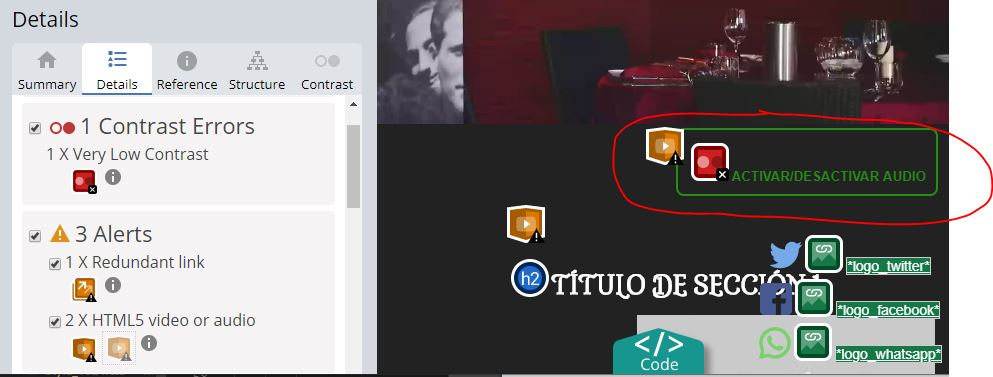 Details
Summary
Details
Reference
Structure
Contrast
1 Contrast Errors
1 X Very Low Contrast
3 Alerts
1 X Redundant link
2 X HTML5 video or audio
ACTIVAR/DESACTIVAR AUDIO
h2
TÍTULO DE SECCIÓN 1
*logo_twitter*
*logo_facebook*
*logo_whatsapp*
</>
Code